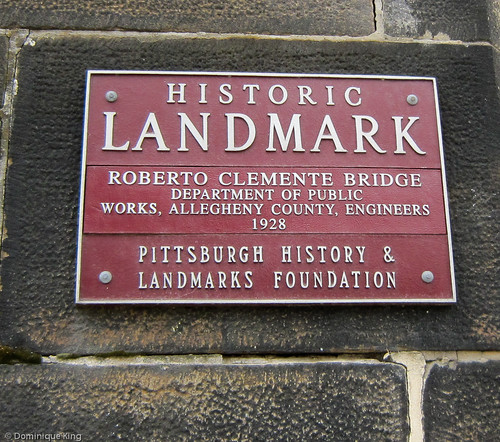 HISTORIC
LANDMARK
ROBERTO CLEMENTE BRIDGE
DEPARTMENT OF PUBLIC
WORKS, ALLEGHENY COUNTY, ENGINEERS
1928
PITTSBURGH HISTORY &
LANDMARKS FOUNDATION
© Dominique King